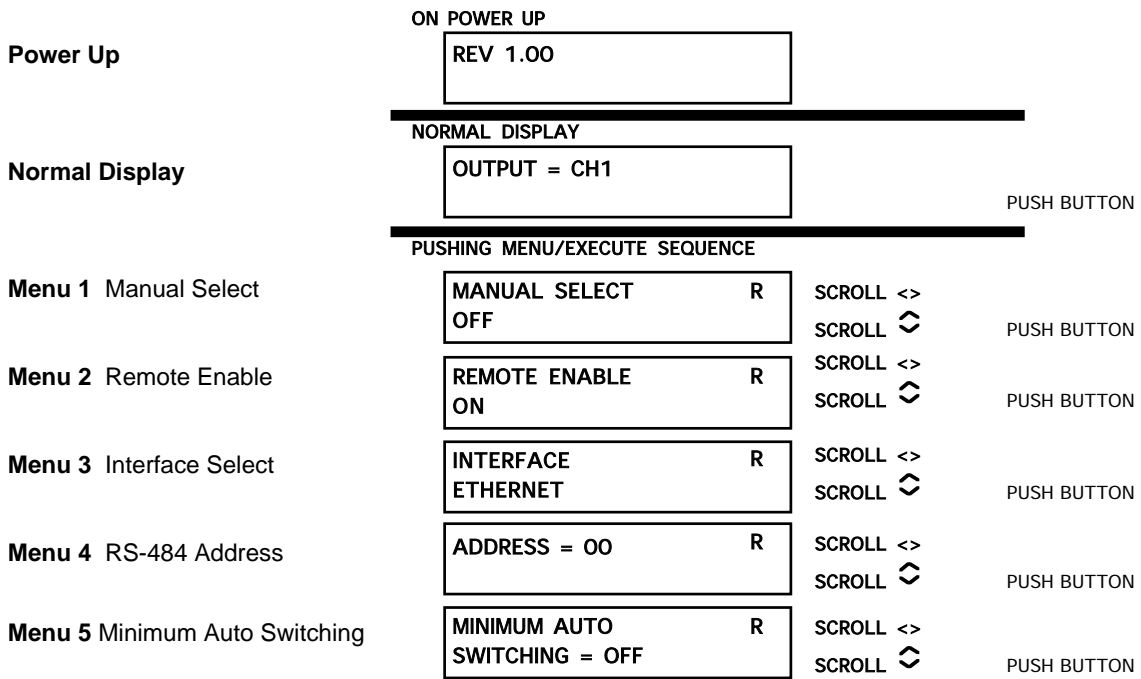 ON POWER UP
Power Up
REV 1.00
NORMAL DISPLAY
Normal Display
OUTPUT = CH1
PUSH BUTTON
PUSHING MENU/EXECUTE SEQUENCE
Menu 1 Manual Select
MANUAL SELECT R
OFF
SCROLL <>
SCROLL
PUSH BUTTON
Menu 2 Remote Enable
REMOTE ENABLE R
ON
SCROLL <>
SCROLL
PUSH BUTTON
Menu 3 Interface Select
INTERFACE R
ETHERNET
SCROLL <>
SCROLL
PUSH BUTTON
Menu 4 RS-484 Address
ADDRESS = 00 R
SCROLL <>
SCROLL
PUSH BUTTON
Menu 5 Minimum Auto Switching
MINIMUM AUTO R
SWITCHING = OFF
SCROLL <>
SCROLL
PUSH BUTTON